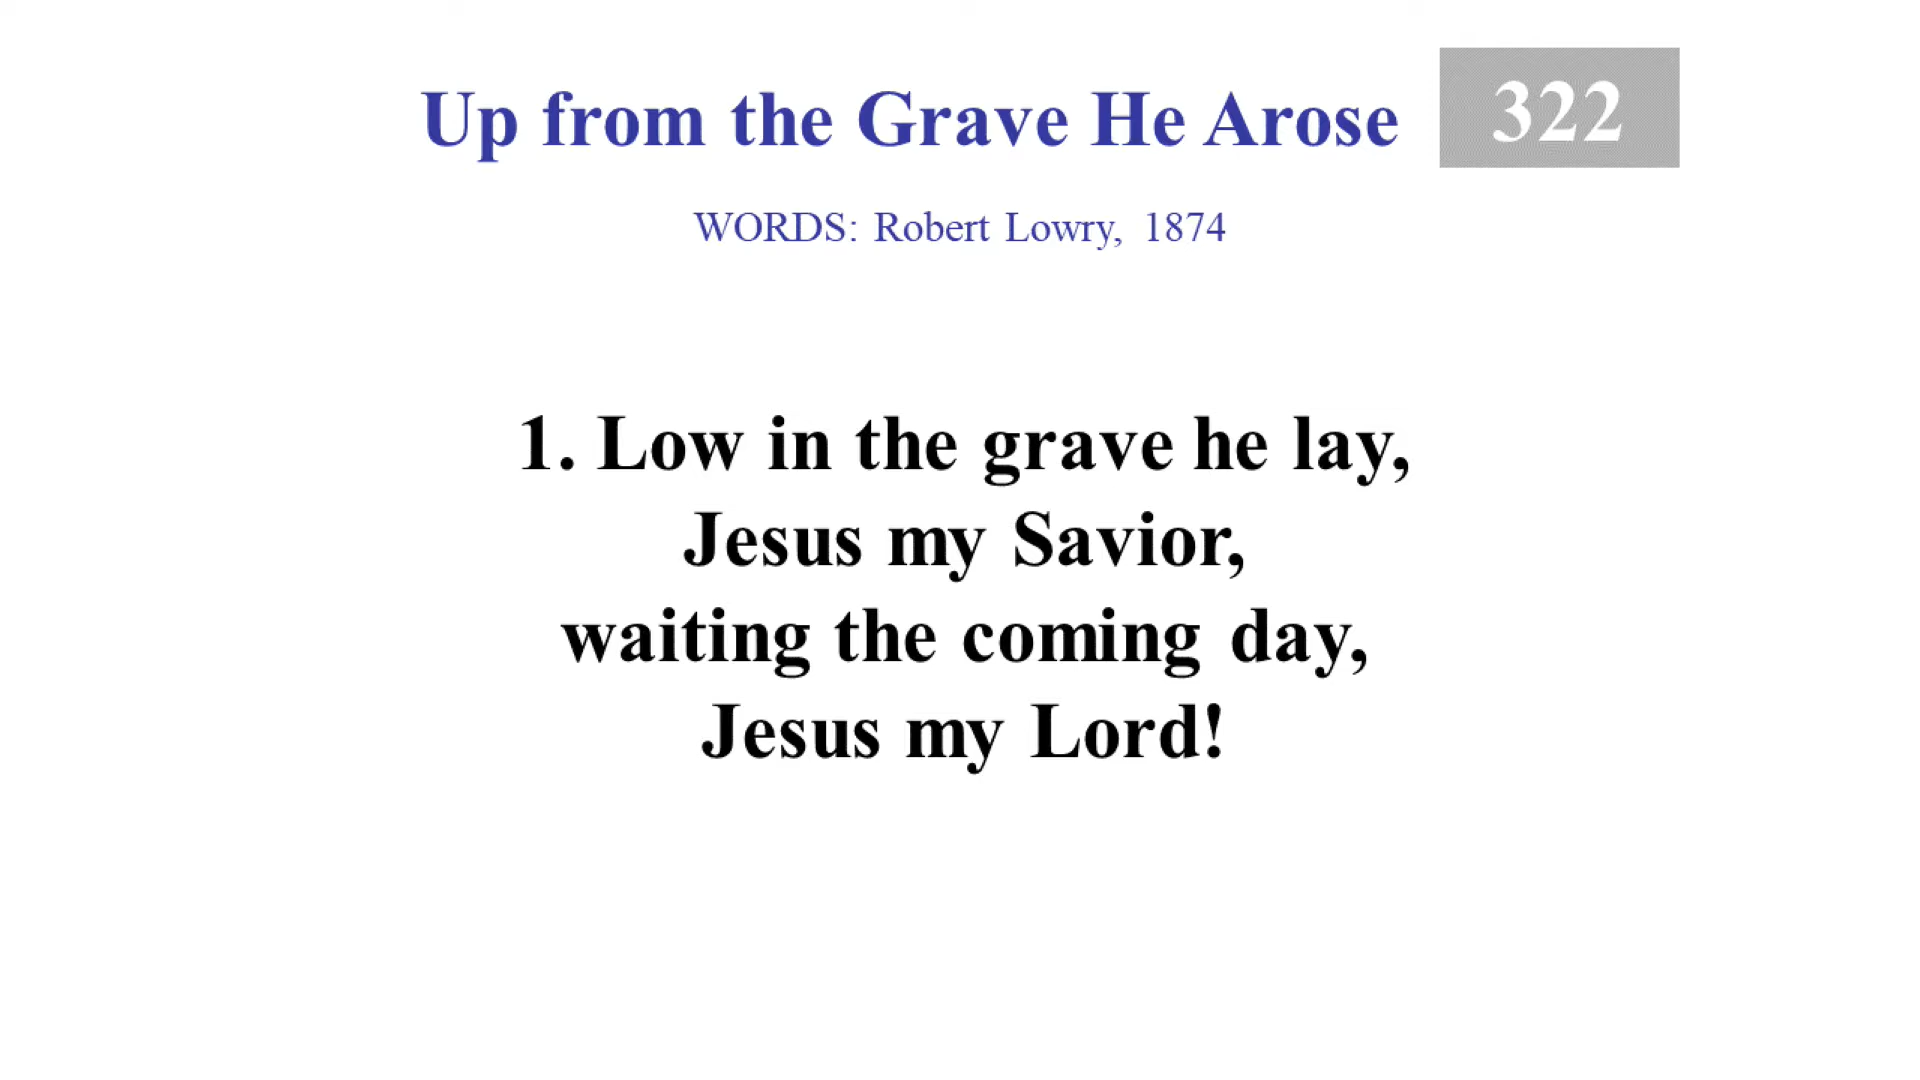 Up from the Grave He Arose 322
WORDS: Robert Lowry, 1874
1. Low in the grave he lay,
Jesus my Savior,
waiting the coming day,
Jesus my Lord!